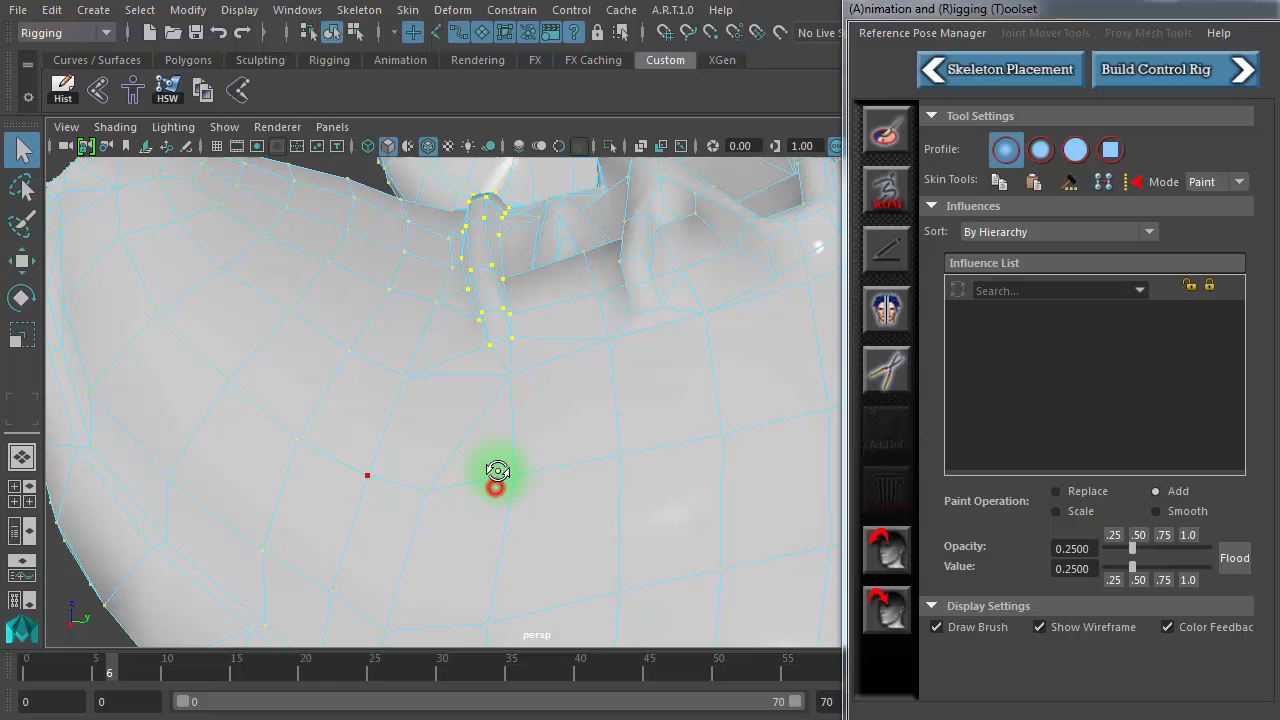 (A)nimation and (R)igging (T)oolset
File Edit Create Select Modify Display Windows Skeleton Skin Deform Constrain Control Cache A.R.T.1.0 Help
Reference Pose Manager Joint Mover Tools Proxy Mesh Tools Help
Rigging No Live S
Curves / Surfaces Polygons Sculpting Rigging Animation Rendering FX FX Caching Custom XGen
Skeleton Placement Build Control Rig
Hist HSW
Tool Settings
View Shading Lighting Show Renderer Panels
Profile:
0.00 1.00
ROM
Skin Tools: Mode Paint
Influences
Sort: By Hierarchy
Influence List
Search...
Add Inf
Paint Operation: Replace Add
Scale Smooth
.25 .50 .75 1.0
Opacity: 0.2500
Value: 0.2500
Flood
.25 .50 .75 1.0
Display Settings
Draw Brush Show Wireframe Color Feedbac
z
y
persp
0 5 10 15 20 25 30 35 40 45 50 55
6
0 0 0 70 70